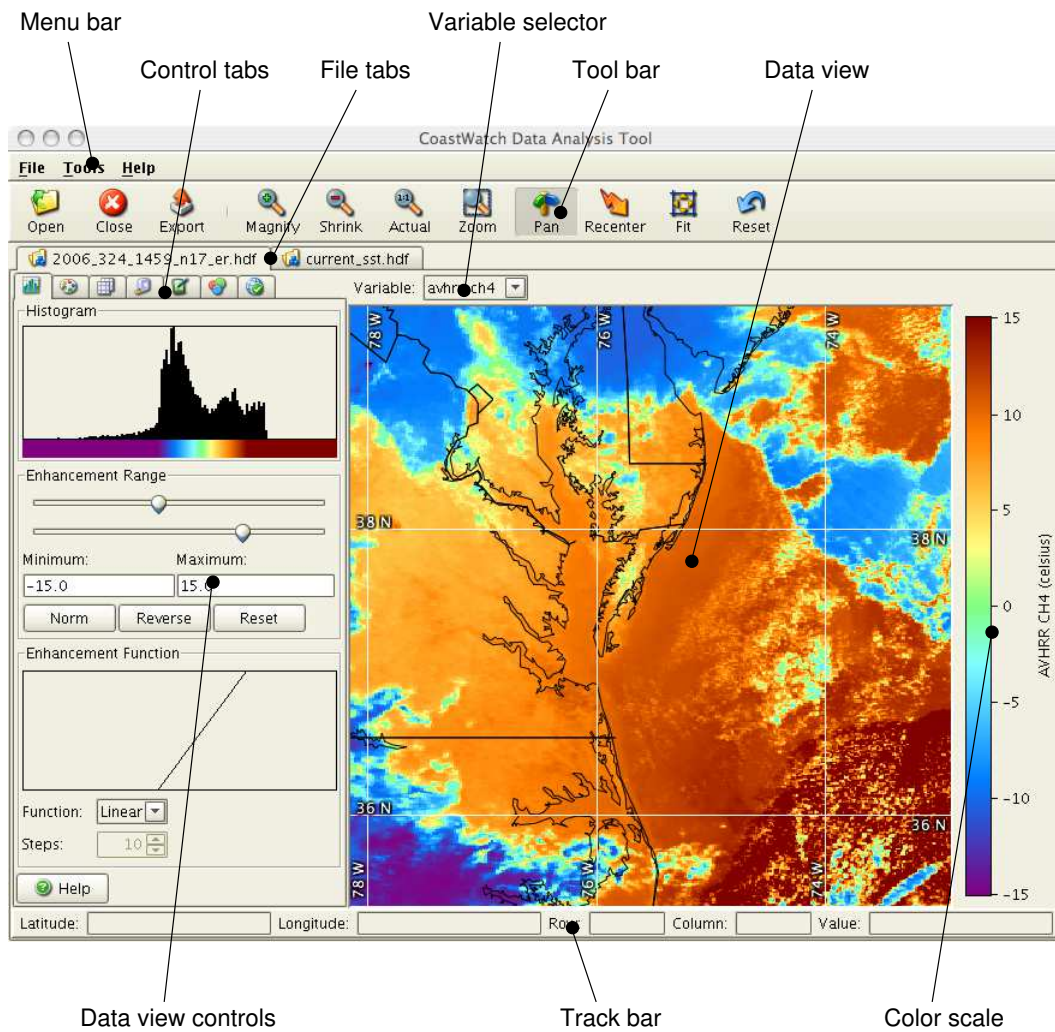 Menu bar
Variable selector
Control tabs
File tabs
Tool bar
Data view
CoastWatch Data Analysis Tool
File Tools Help
Open Close Export Magnify Shrink Actual Zoom Pan Recenter Fit Reset
2006_324_1459_n17_er.hdf current_sst.hdf
Variable: avhrr_ch4
Histogram
Enhancement Range
Minimum: Maximum:
-15.0 15.0
Norm Reverse Reset
Enhancement Function
Function: Linear
Steps: 10
Help
78 W 76 W 74 W
38 N 38 N
36 N 36 N
78 W 76 W 74 W
15
10
5
0
-5
-10
-15
AVHRR CH4 (celsius)
Latitude: Longitude: Row: Column: Value:
Data view controls
Track bar
Color scale